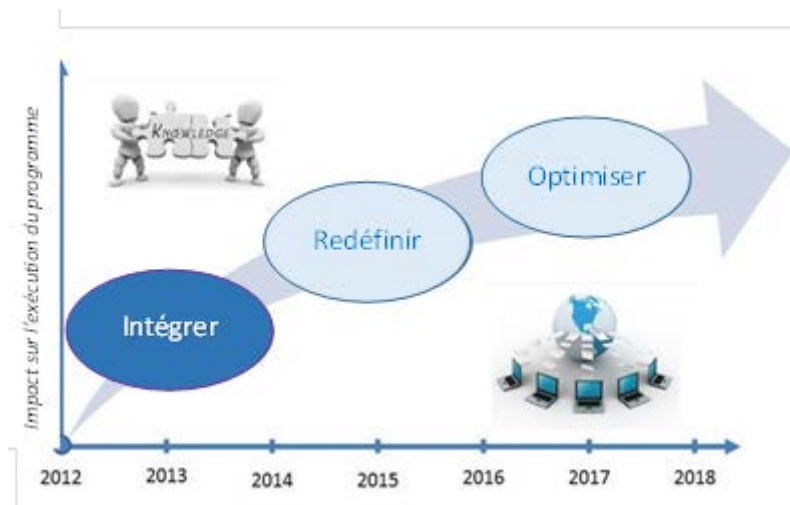 Impact sur l'exécution du programme
KNOWLEDGE
Optimiser
Redéfinir
Intégrer
2012 2013 2014 2015 2016 2017 2018